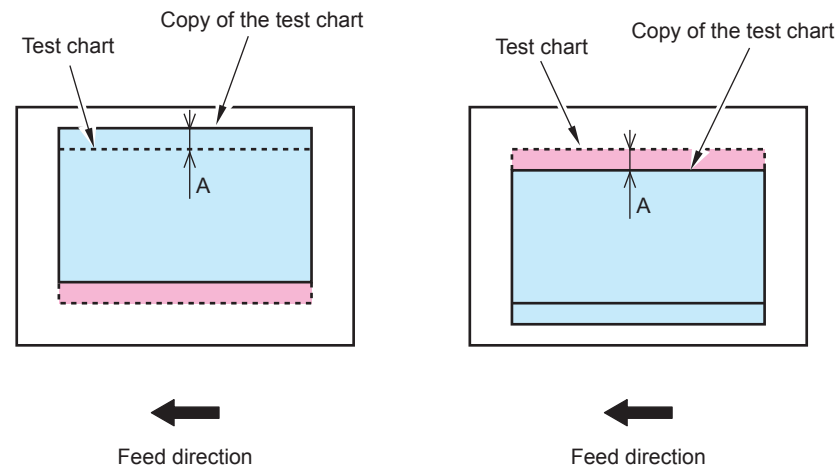 Copy of the test chart
Test chart
A
Feed direction
Copy of the test chart
Test chart
A
Feed direction